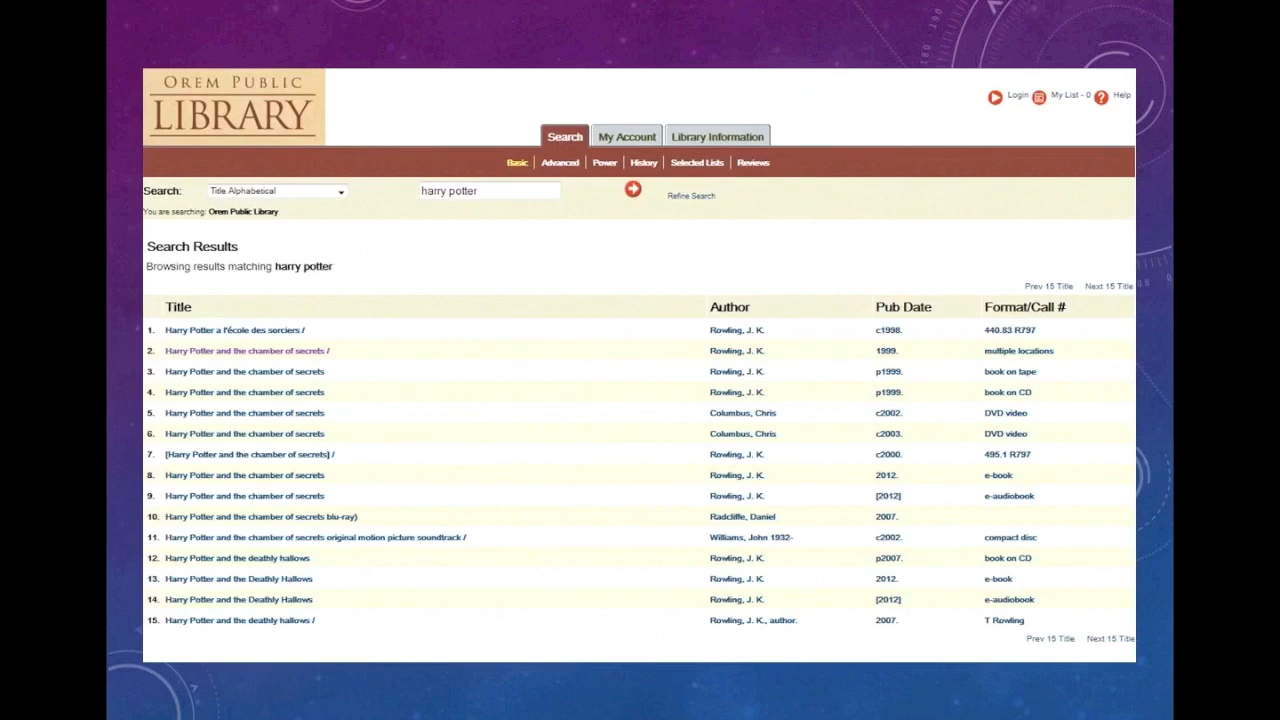 OREM PUBLIC
LIBRARY
Login My List - 0 ? Help
Search My Account Library Information
Basic Advanced Power History Selected Lists Reviews
Search: Title Alphabetical harry potter Refine Search
You are searching: Orem Public Library
Search Results
Browsing results matching harry potter
Prev 15 Title Next 15 Title
Title Author Pub Date Format/Call #
1. Harry Potter a l'école des sorciers / Rowling, J. K. c1998. 440.83 R797
2. Harry Potter and the chamber of secrets / Rowling, J. K. 1999. multiple locations
3. Harry Potter and the chamber of secrets Rowling, J. K. p1999. book on tape
4. Harry Potter and the chamber of secrets Rowling, J. K. p1999. book on CD
5. Harry Potter and the chamber of secrets Columbus, Chris c2002. DVD video
6. Harry Potter and the chamber of secrets Columbus, Chris c2003. DVD video
7. [Harry Potter and the chamber of secrets] / Rowling, J. K. c2000. 495.1 R797
8. Harry Potter and the chamber of secrets Rowling, J. K. 2012. e-book
9. Harry Potter and the chamber of secrets Rowling, J. K. [2012] e-audiobook
10. Harry Potter and the chamber of secrets blu-ray) Radcliffe, Daniel 2007.
11. Harry Potter and the chamber of secrets original motion picture soundtrack / Williams, John 1932- c2002. compact disc
12. Harry Potter and the deathly hallows Rowling, J. K. p2007. book on CD
13. Harry Potter and the Deathly Hallows Rowling, J. K. 2012. e-book
14. Harry Potter and the Deathly Hallows Rowling, J. K. [2012] e-audiobook
15. Harry Potter and the deathly hallows / Rowling, J. K., author. 2007. T Rowling
Prev 15 Title Next 15 Title